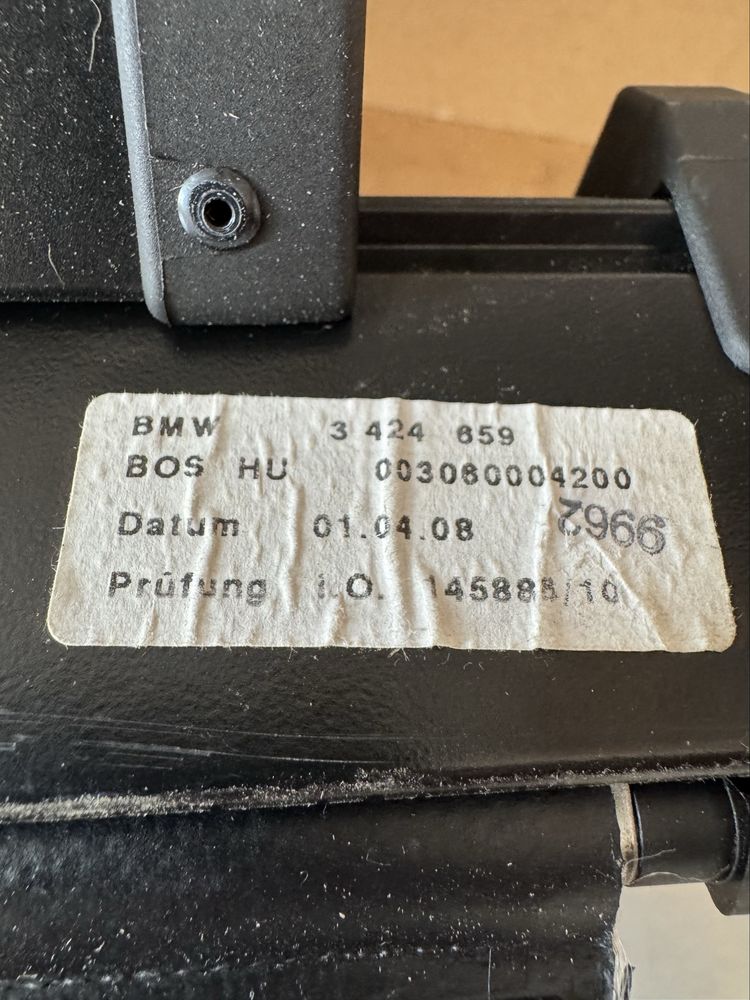 BMW 3 424 659
BOS HU 003060004200
Datum 01.04.08
9962
Prüfung i.O. 145885/10